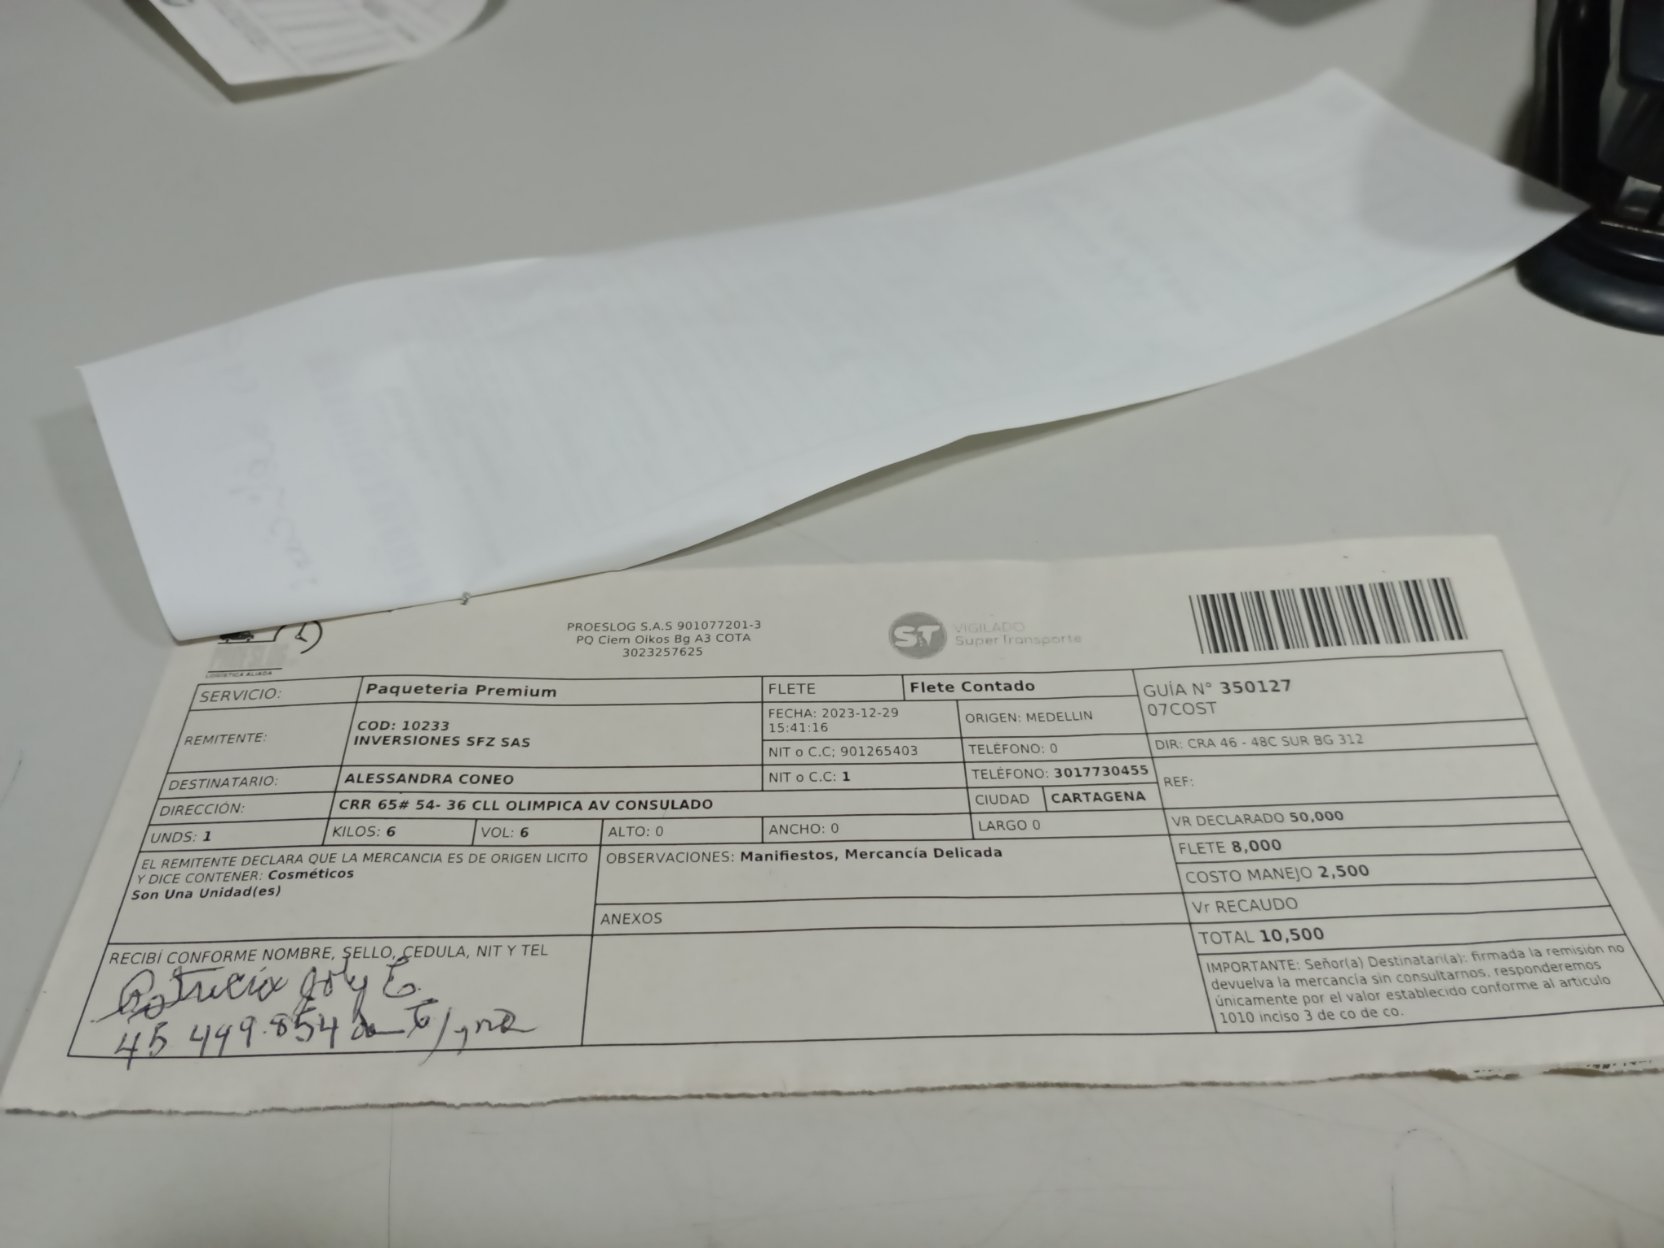 LOGISTICA ALIADA
PROESLOG S.A.S 901077201-3
PQ Ciem Oikos Bg A3 COTA
3023257625
ST VIGILADO
SuperTransporte
SERVICIO: Paqueteria Premium FLETE Flete Contado
GUÍA N° 350127
07COST
REMITENTE: COD: 10233
INVERSIONES SFZ SAS
FECHA: 2023-12-29
15:41:16
ORIGEN: MEDELLIN
NIT o C.C: 901265403 TELÉFONO: 0 DIR: CRA 46 - 48C SUR BG 312
DESTINATARIO: ALESSANDRA CONEO NIT o C.C: 1 TELÉFONO: 3017730455 REF:
DIRECCIÓN: CRR 65# 54- 36 CLL OLIMPICA AV CONSULADO CIUDAD CARTAGENA
UNDS: 1 KILOS: 6 VOL: 6 ALTO: 0 ANCHO: 0 LARGO 0 VR DECLARADO 50,000
EL REMITENTE DECLARA QUE LA MERCANCIA ES DE ORIGEN LICITO
Y DICE CONTENER: Cosméticos
Son Una Unidad(es)
OBSERVACIONES: Manifiestos, Mercancía Delicada
FLETE 8,000
COSTO MANEJO 2,500
ANEXOS
Vr RECAUDO
TOTAL 10,500
RECIBÍ CONFORME NOMBRE, SELLO, CEDULA, NIT Y TEL
Patricia
45 499.854
IMPORTANTE: Señor(a) Destinatari(a): firmada la remisión no
devuelva la mercancía sin consultarnos, responderemos
únicamente por el valor establecido conforme al articulo
1010 inciso 3 de co de co.